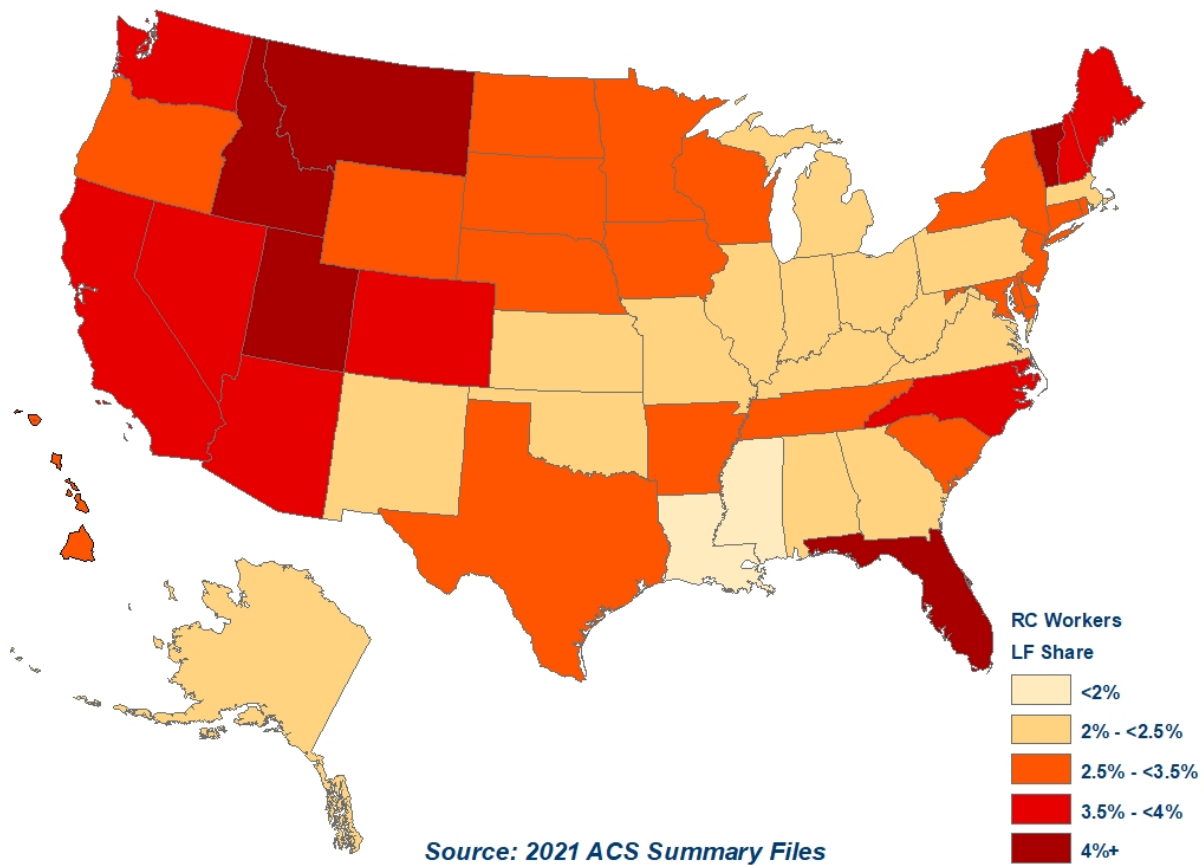 RC Workers
LF Share
<2%
2% - <2.5%
2.5% - <3.5%
3.5% - <4%
4%+
Source: 2021 ACS Summary Files